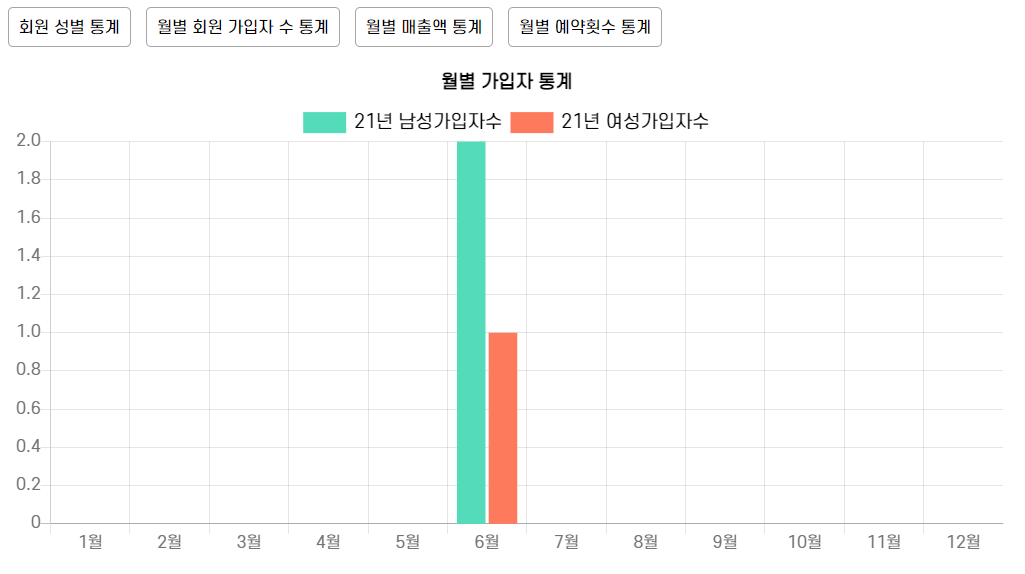 회원 성별 통계 월별 회원 가입자 수 통계 월별 매출액 통계 월별 예약횟수 통계
월별 가입자 통계
21년 남성가입자수 21년 여성가입자수
2.0
1.8
1.6
1.4
1.2
1.0
0.8
0.6
0.4
0.2
0
1월 2월 3월 4월 5월 6월 7월 8월 9월 10월 11월 12월